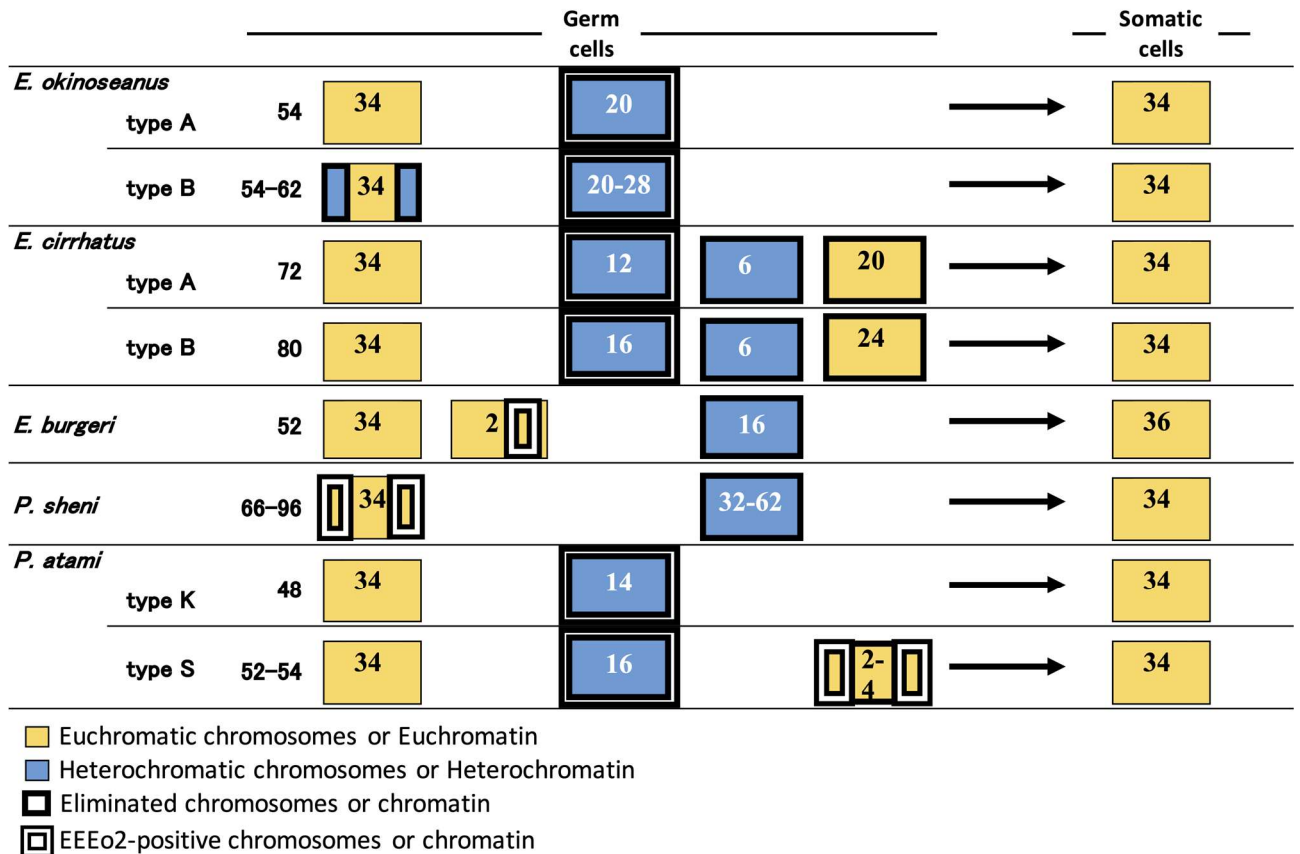 Germ cells
Somatic cells
E. okinoseanus
type A 54 34 20 34
type B 54–62 34 20-28 34
E. cirrhatus
type A 72 34 12 6 20 34
type B 80 34 16 6 24 34
E. burgeri 52 34 2 16 36
P. sheni 66–96 34 32-62 34
P. atami
type K 48 34 14 34
type S 52–54 34 16 2-4 34
Euchromatic chromosomes or Euchromatin
Heterochromatic chromosomes or Heterochromatin
Eliminated chromosomes or chromatin
EEEo2-positive chromosomes or chromatin